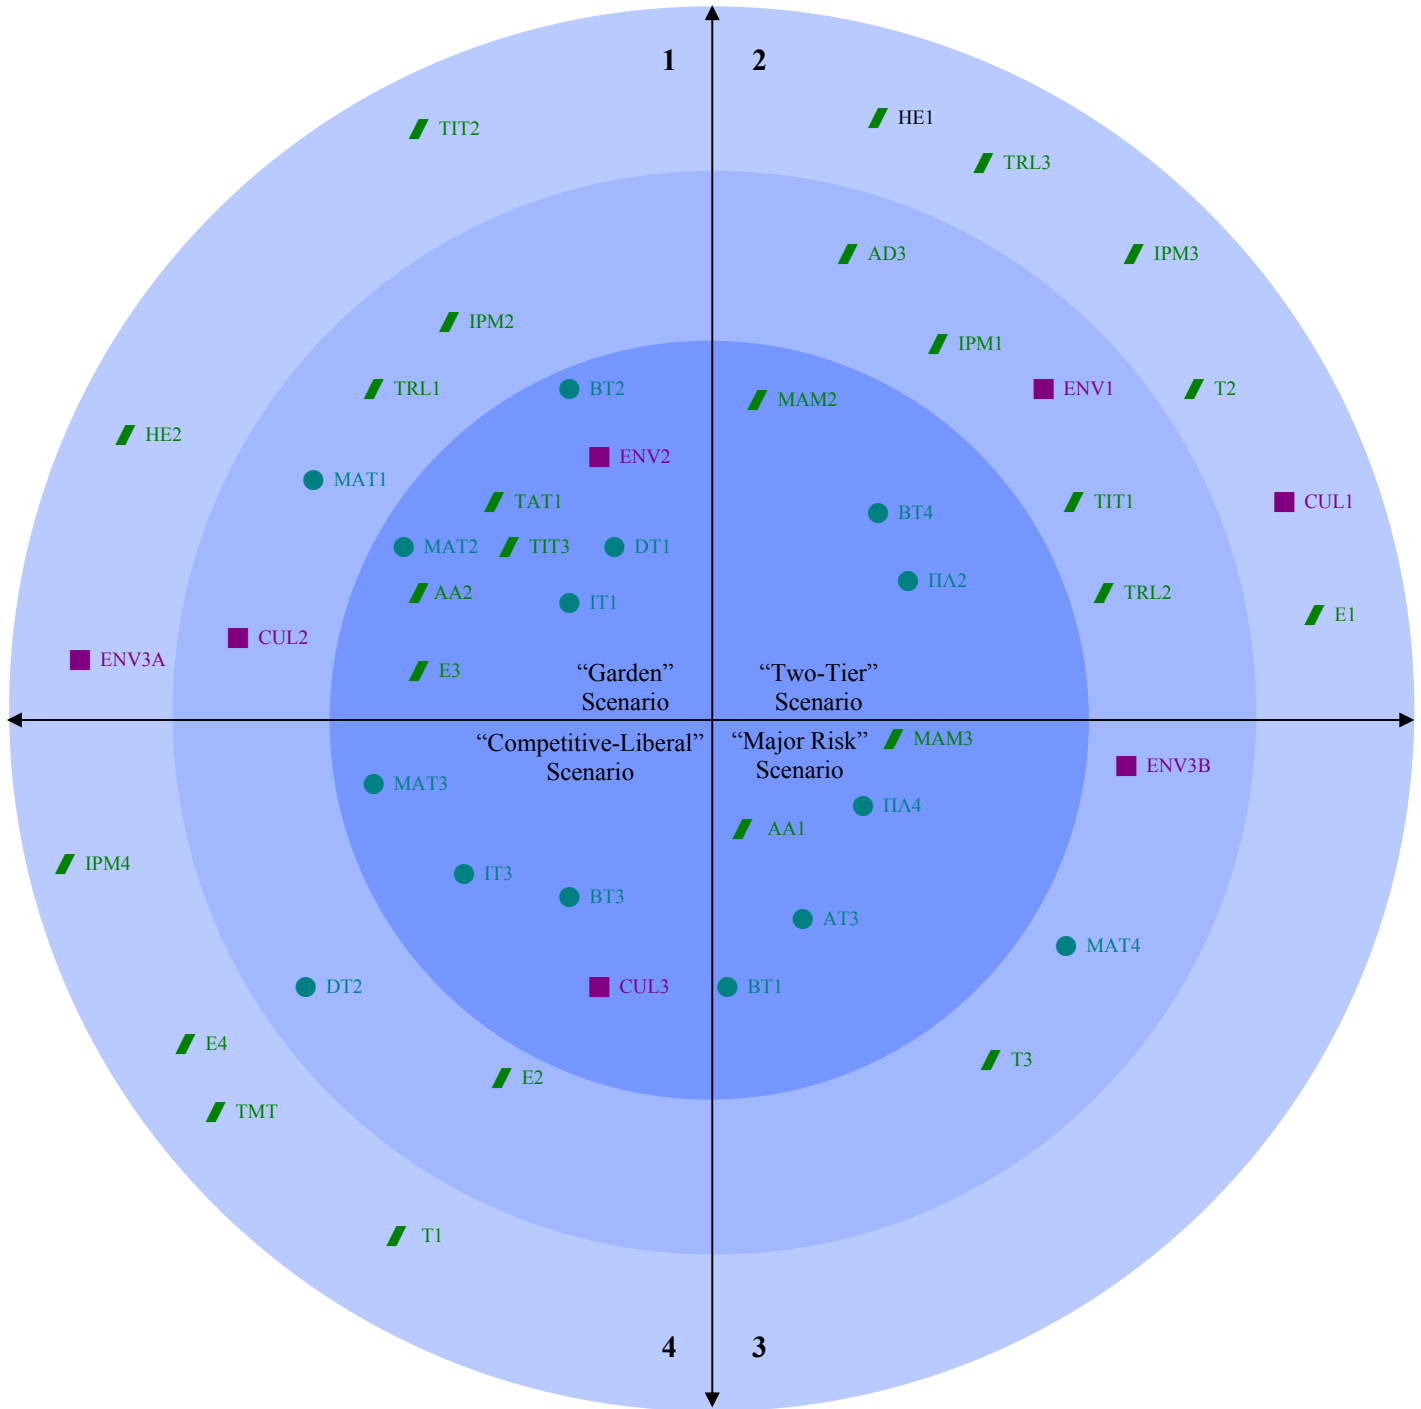 1
2
HE1
TIT2
TRL3
AD3
IPM3
IPM2
IPM1
TRL1
BT2
MAM2
ENV1
T2
HE2
ENV2
MAT1
TAT1
BT4
TIT1
CUL1
MAT2
TIT3
DT1
ΠΛ2
AA2
IT1
TRL2
E1
CUL2
ENV3A
E3
“Garden”
Scenario
“Two-Tier”
Scenario
“Competitive-Liberal”
Scenario
“Major Risk”
Scenario
MAM3
ENV3B
MAT3
ΠΛ4
AA1
IPM4
IT3
BT3
AT3
MAT4
DT2
CUL3
BT1
E4
T3
E2
TMT
T1
4
3